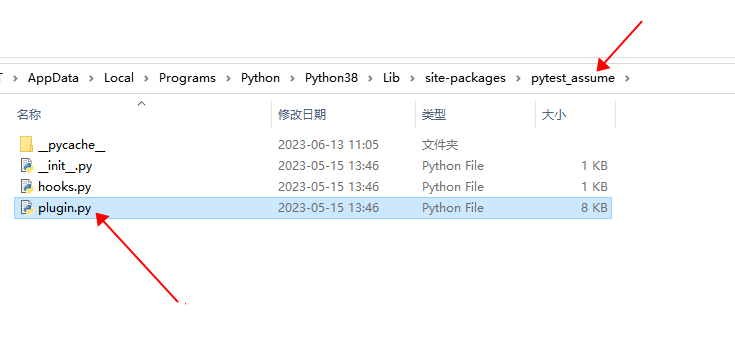 AppData > Local > Programs > Python > Python38 > Lib > site-packages > pytest_assume >
名称 修改日期 类型 大小
__pycache__ 2023-06-13 11:05 文件夹
__init__.py 2023-05-15 13:46 Python File 1 KB
hooks.py 2023-05-15 13:46 Python File 1 KB
plugin.py 2023-05-15 13:46 Python File 8 KB